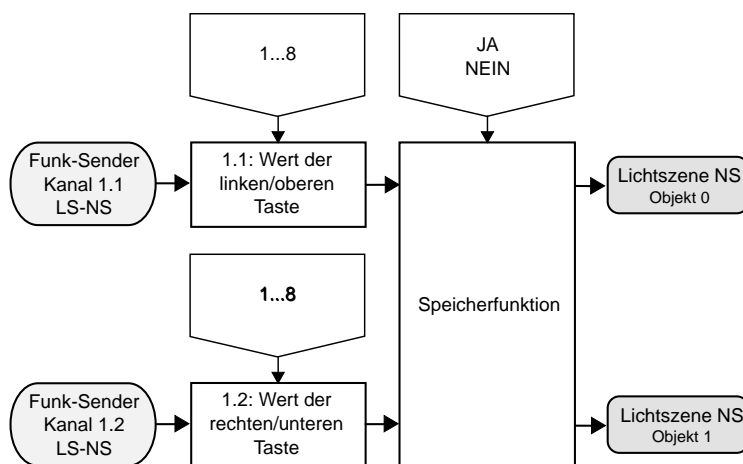 1...8
JA
NEIN
Funk-Sender
Kanal 1.1
LS-NS
1.1: Wert der
linken/oberen
Taste
Lichtszene NS
Objekt 0
1...8
Speicherfunktion
Funk-Sender
Kanal 1.2
LS-NS
1.2: Wert der
rechten/unteren
Taste
Lichtszene NS
Objekt 1